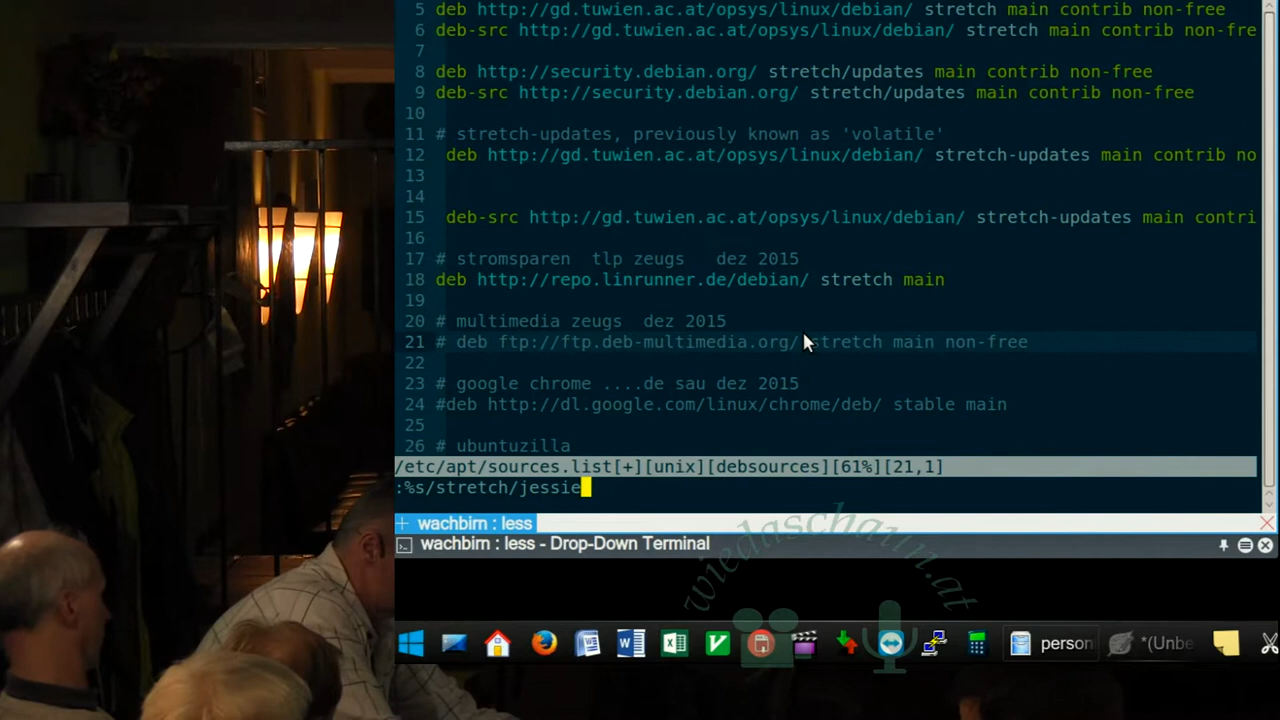 5 deb http://gd.tuwien.ac.at/opsys/linux/debian/ stretch main contrib non-free
6 deb-src http://gd.tuwien.ac.at/opsys/linux/debian/ stretch main contrib non-fre
7
8 deb http://security.debian.org/ stretch/updates main contrib non-free
9 deb-src http://security.debian.org/ stretch/updates main contrib non-free
10
11 # stretch-updates, previously known as 'volatile'
12 deb http://gd.tuwien.ac.at/opsys/linux/debian/ stretch-updates main contrib no
13
14
15 deb-src http://gd.tuwien.ac.at/opsys/linux/debian/ stretch-updates main contri
16
17 # stromsparen  tlp zeugs   dez 2015
18 deb http://repo.linrunner.de/debian/ stretch main
19
20 # multimedia zeugs  dez 2015
21 # deb ftp://ftp.deb-multimedia.org/ stretch main non-free
22
23 # google chrome ....de sau dez 2015
24 #deb http://dl.google.com/linux/chrome/deb/ stable main
25
26 # ubuntuzilla
/etc/apt/sources.list[+][unix][debsources][61%][21,1]
:%s/stretch/jessie
wachbirn : less
wachbirn : less - Drop-Down Terminal
wiedaschaun.at
person
*(Unbe